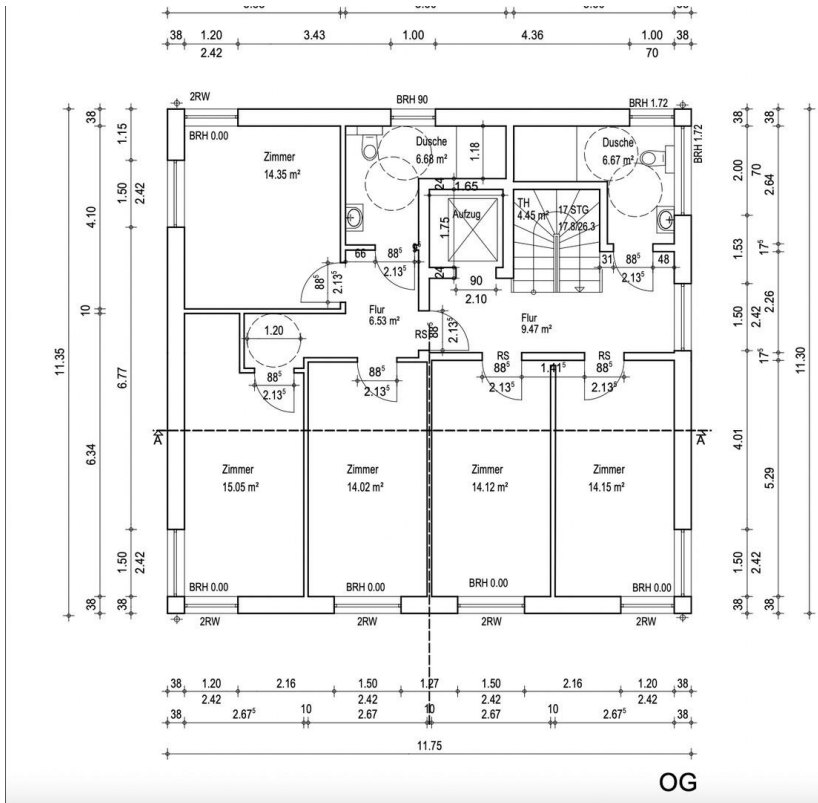 38 1.20 3.43 1.00 4.36 1.00 38
2.42 70
2RW BRH 90 BRH 1.72
BRH 0.00
BRH 1.72
Zimmer
14.35 m²
Dusche
6.68 m²
1.18
Dusche
6.67 m²
24
1.65
Aufzug
1.75
24
TH
4.45 m²
17 STG
17.8/26.3
66 88⁵
2.13⁵
31 88⁵ 48
2.13⁵
88⁵
2.13⁵
90
2.10
Flur
6.53 m²
Flur
9.47 m²
1.20
RS
88⁵
2.13⁵
88⁵
2.13⁵
88⁵
2.13⁵
RS
88⁵
2.13⁵
1.41⁵
RS
88⁵
2.13⁵
A A
Zimmer
15.05 m²
Zimmer
14.02 m²
Zimmer
14.12 m²
Zimmer
14.15 m²
BRH 0.00 BRH 0.00 BRH 0.00 BRH 0.00
2RW 2RW 2RW 2RW
11.35
38 4.10 10 6.34 38
38 1.15 1.50 6.77 1.50 38
2.42 2.42
38 2.00 1.53 1.50 4.01 1.50 38
70 2.42 2.42
38 2.64 17⁵ 2.26 17⁵ 5.29 38
11.30
38 1.20 2.16 1.50 1.27 1.50 2.16 1.20 38
2.42 2.42 2.42 2.42
38 2.67⁵ 10 2.67 10 2.67 10 2.67⁵ 38
11.75
OG